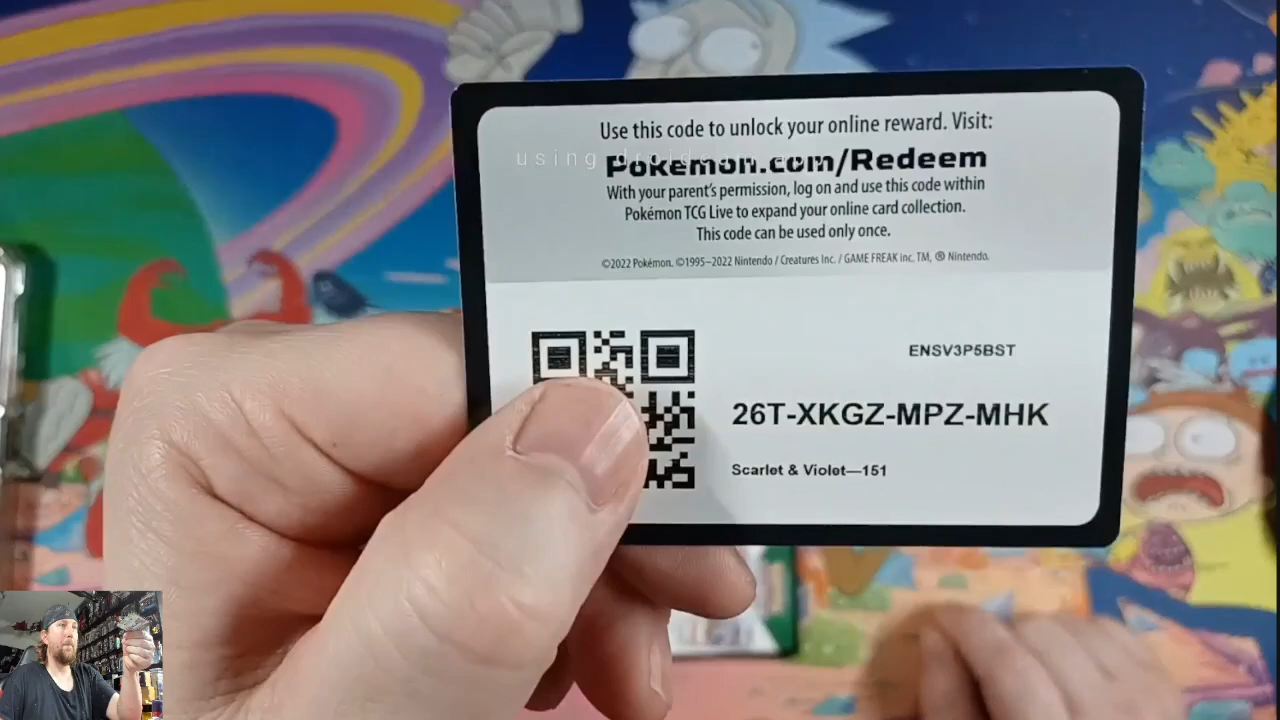 Use this code to unlock your online reward. Visit:
using
Pokemon.com/Redeem
With your parent's permission, log on and use this code within
Pokémon TCG Live to expand your online card collection.
This code can be used only once.
©2022 Pokémon. ©1995–2022 Nintendo / Creatures Inc. / GAME FREAK inc. TM, ® Nintendo.
ENSV3P5BST
26T-XKGZ-MPZ-MHK
Scarlet & Violet—151